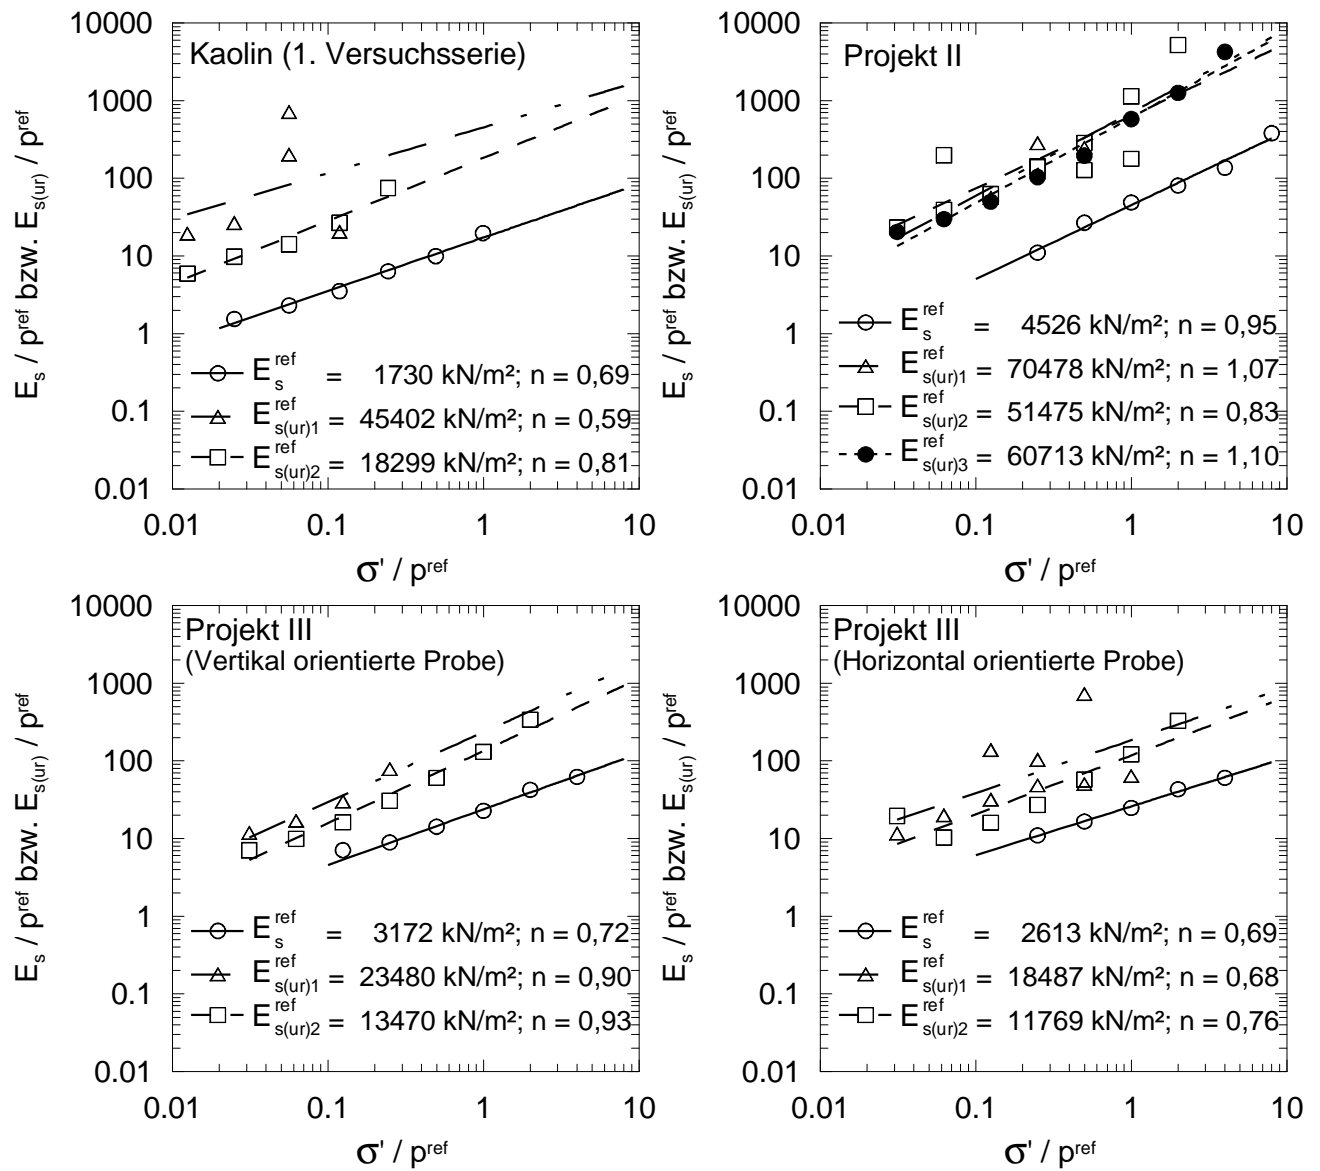 Kaolin (1. Versuchsserie)
E_s / p^ref bzw. E_s(ur) / p^ref
10000
1000
100
10
1
0.1
0.01
E_s^ref = 1730 kN/m²; n = 0,69
E_s(ur)1^ref = 45402 kN/m²; n = 0,59
E_s(ur)2^ref = 18299 kN/m²; n = 0,81
0.01 0.1 1 10
σ' / p^ref
Projekt II
E_s / p^ref bzw. E_s(ur) / p^ref
10000
1000
100
10
1
0.1
0.01
E_s^ref = 4526 kN/m²; n = 0,95
E_s(ur)1^ref = 70478 kN/m²; n = 1,07
E_s(ur)2^ref = 51475 kN/m²; n = 0,83
E_s(ur)3^ref = 60713 kN/m²; n = 1,10
0.01 0.1 1 10
σ' / p^ref
Projekt III
(Vertikal orientierte Probe)
E_s / p^ref bzw. E_s(ur) / p^ref
10000
1000
100
10
1
0.1
0.01
E_s^ref = 3172 kN/m²; n = 0,72
E_s(ur)1^ref = 23480 kN/m²; n = 0,90
E_s(ur)2^ref = 13470 kN/m²; n = 0,93
0.01 0.1 1 10
σ' / p^ref
Projekt III
(Horizontal orientierte Probe)
E_s / p^ref bzw. E_s(ur) / p^ref
10000
1000
100
10
1
0.1
0.01
E_s^ref = 2613 kN/m²; n = 0,69
E_s(ur)1^ref = 18487 kN/m²; n = 0,68
E_s(ur)2^ref = 11769 kN/m²; n = 0,76
0.01 0.1 1 10
σ' / p^ref